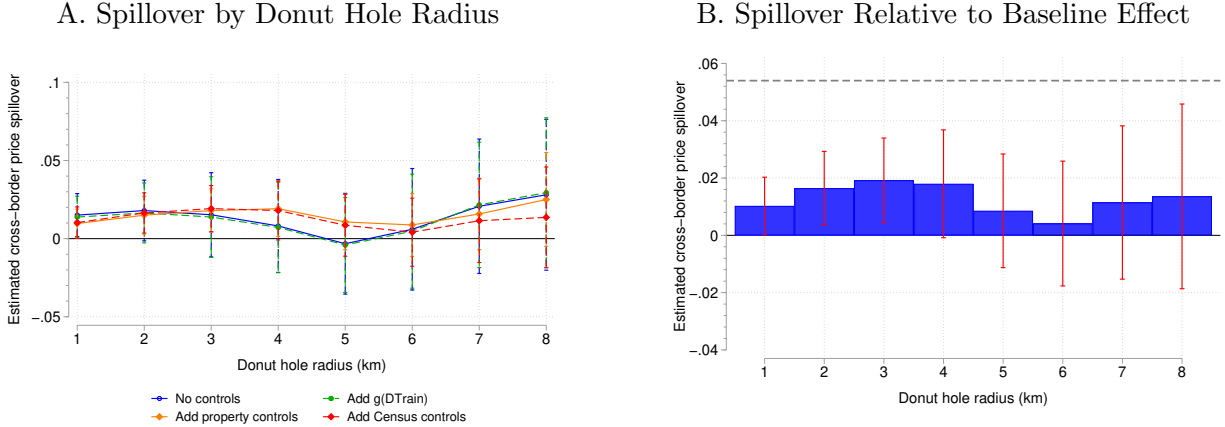 A. Spillover by Donut Hole Radius
Estimated cross−border price spillover
.1
.05
0
−.05
1 2 3 4 5 6 7 8
Donut hole radius (km)
No controls
Add g(DTrain)
Add property controls
Add Census controls
B. Spillover Relative to Baseline Effect
Estimated cross−border price spillover
.06
.04
.02
0
−.02
−.04
1 2 3 4 5 6 7 8
Donut hole radius (km)